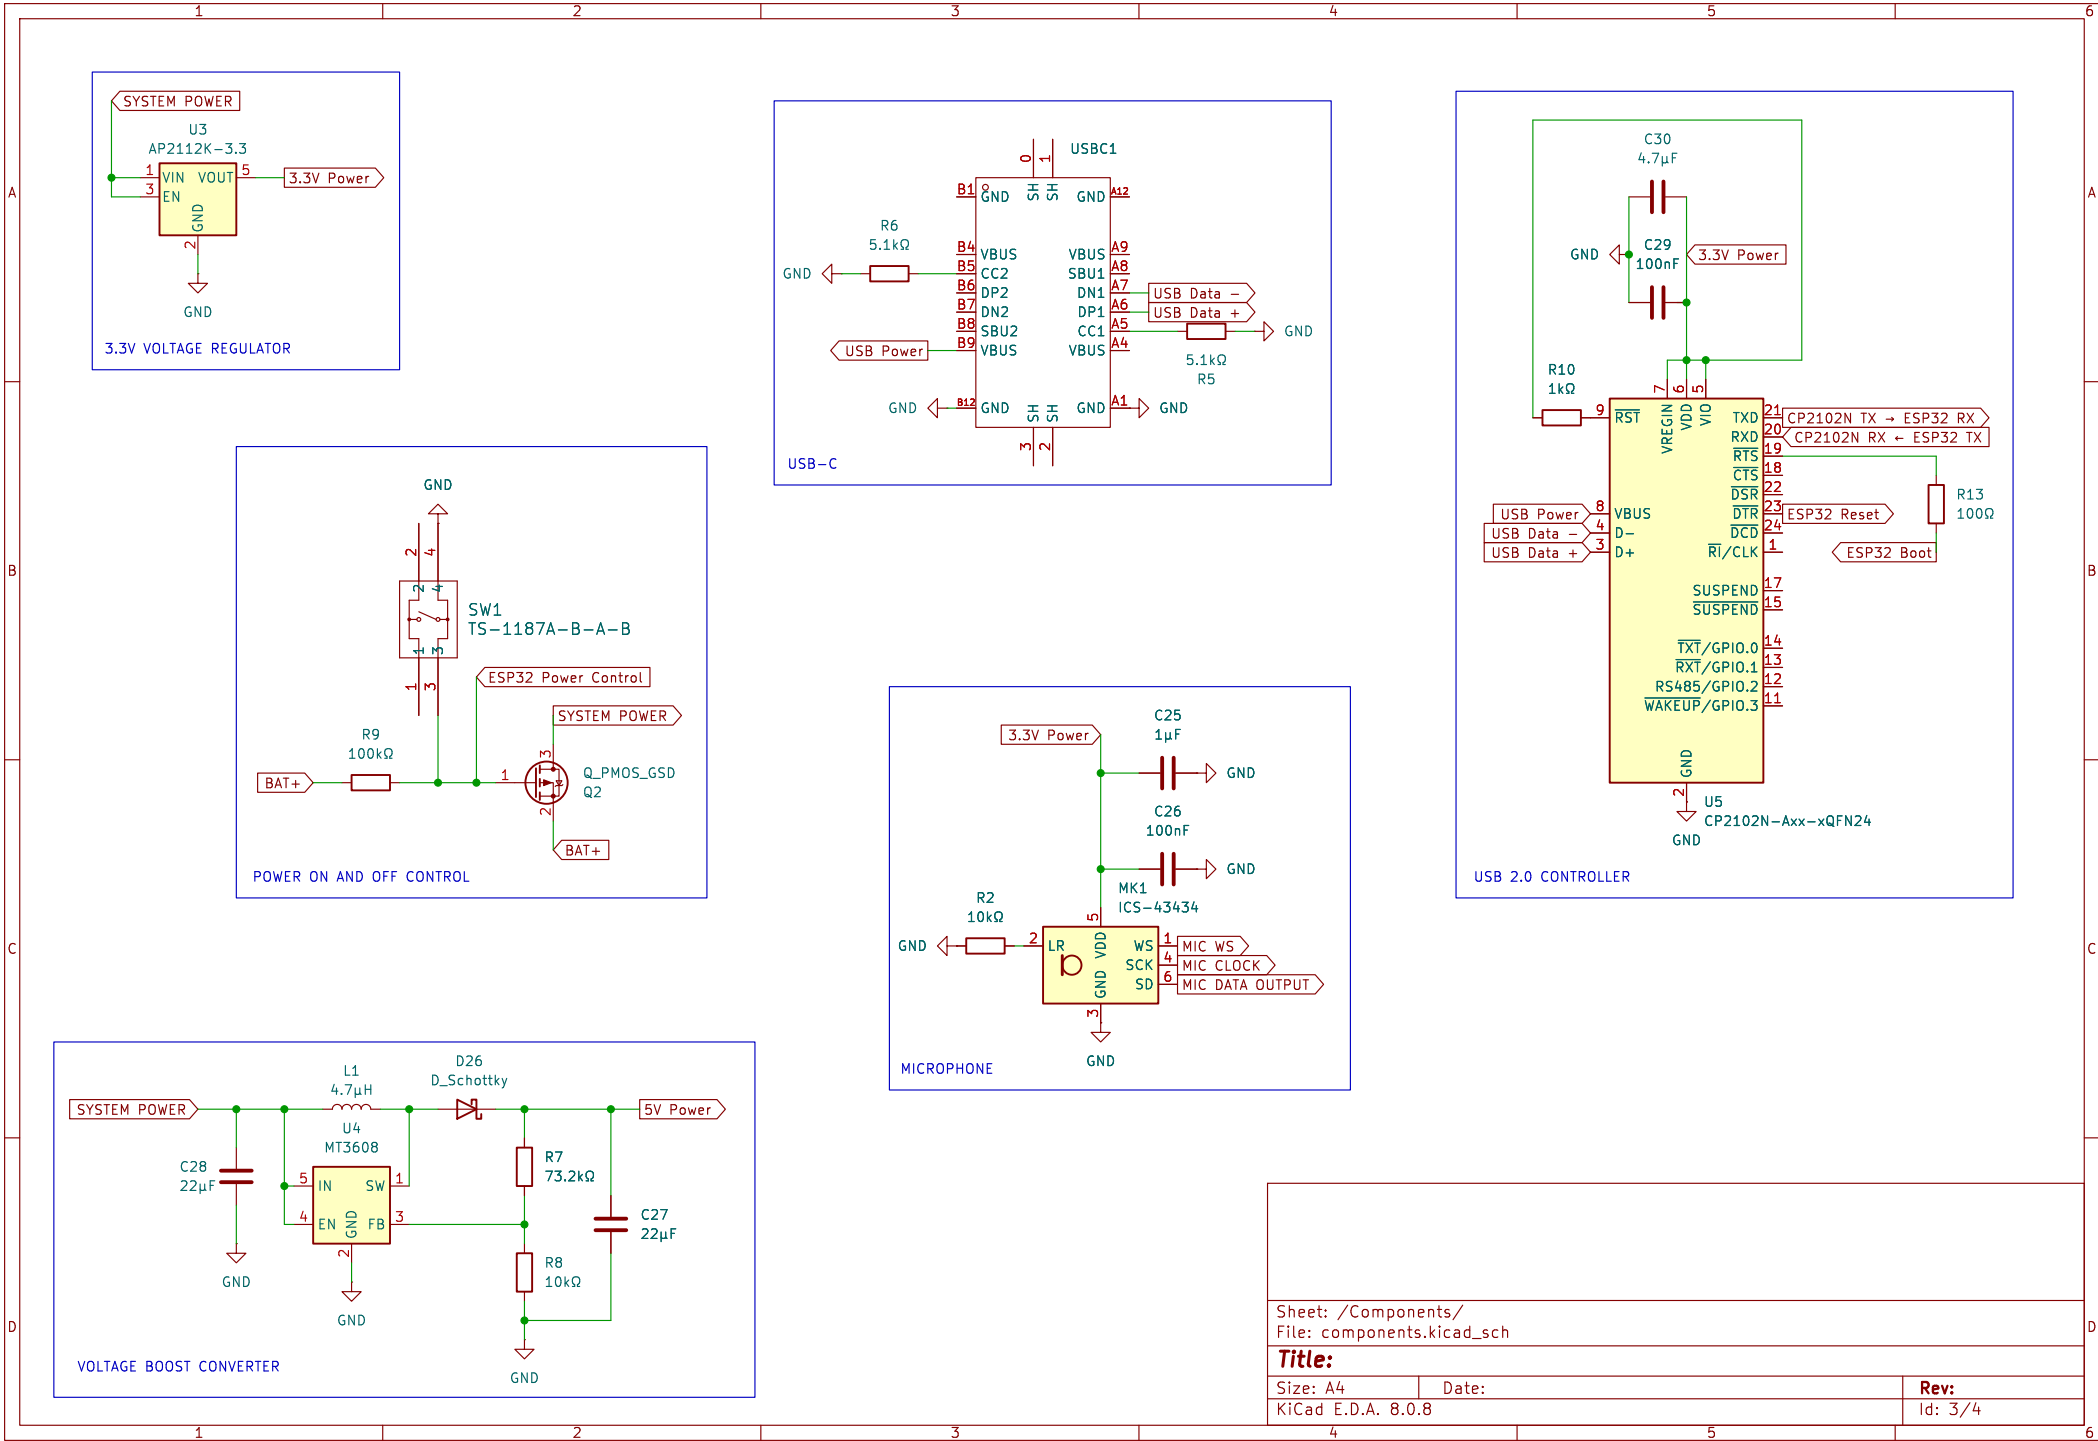 1 2 3 4 5 6
A
B
C
D
SYSTEM POWER
U3
AP2112K-3.3
1 VIN VOUT 5
3 EN
GND
2
3.3V Power
GND
3.3V VOLTAGE REGULATOR
GND
2 4
2 4
SW1
TS-1187A-B-A-B
1 3
1 3
ESP32 Power Control
SYSTEM POWER
R9
100kΩ
BAT+
1
3
Q_PMOS_GSD
Q2
2
BAT+
POWER ON AND OFF CONTROL
SYSTEM POWER
L1
4.7µH
D26
D_Schottky
5V Power
U4
MT3608
C28
22µF
5 IN SW 1
4 EN FB 3
GND
2
R7
73.2kΩ
C27
22µF
R8
10kΩ
GND
GND
GND
VOLTAGE BOOST CONVERTER
USBC1
0 1
SH SH
B1 GND GND A12
R6
5.1kΩ
GND
B4 VBUS VBUS A9
B5 CC2 SBU1 A8
B6 DP2 DN1 A7 USB Data -
B7 DN2 DP1 A6 USB Data +
B8 SBU2 CC1 A5 GND
USB Power B9 VBUS VBUS A4
5.1kΩ
R5
GND B12 GND GND A1 GND
SH SH
3 2
USB-C
3.3V Power
C25
1µF
GND
C26
100nF
GND
MK1
ICS-43434
R2
10kΩ
GND
5
2 LR VDD WS 1 MIC WS
SCK 4 MIC CLOCK
GND SD 6 MIC DATA OUTPUT
3
GND
MICROPHONE
C30
4.7µF
GND
C29
100nF
3.3V Power
R10
1kΩ
7 6 5
9 RST VREGIN VDD VIO TXD 21 CP2102N TX → ESP32 RX
RXD 20 CP2102N RX ← ESP32 TX
RTS 19
CTS 18
DSR 22
R13
100Ω
USB Power 8 VBUS DTR 23 ESP32 Reset
USB Data - 4 D- DCD 24
USB Data + 3 D+ RI/CLK 1 ESP32 Boot
SUSPEND 17
SUSPEND 15
TXT/GPIO.0 14
RXT/GPIO.1 13
RS485/GPIO.2 12
WAKEUP/GPIO.3 11
GND
2
U5
CP2102N-Axx-xQFN24
GND
USB 2.0 CONTROLLER
Sheet: /Components/
File: components.kicad_sch
Title:
Size: A4 Date: Rev:
KiCad E.D.A. 8.0.8 Id: 3/4
A
B
C
D
1 2 3 4 5 6